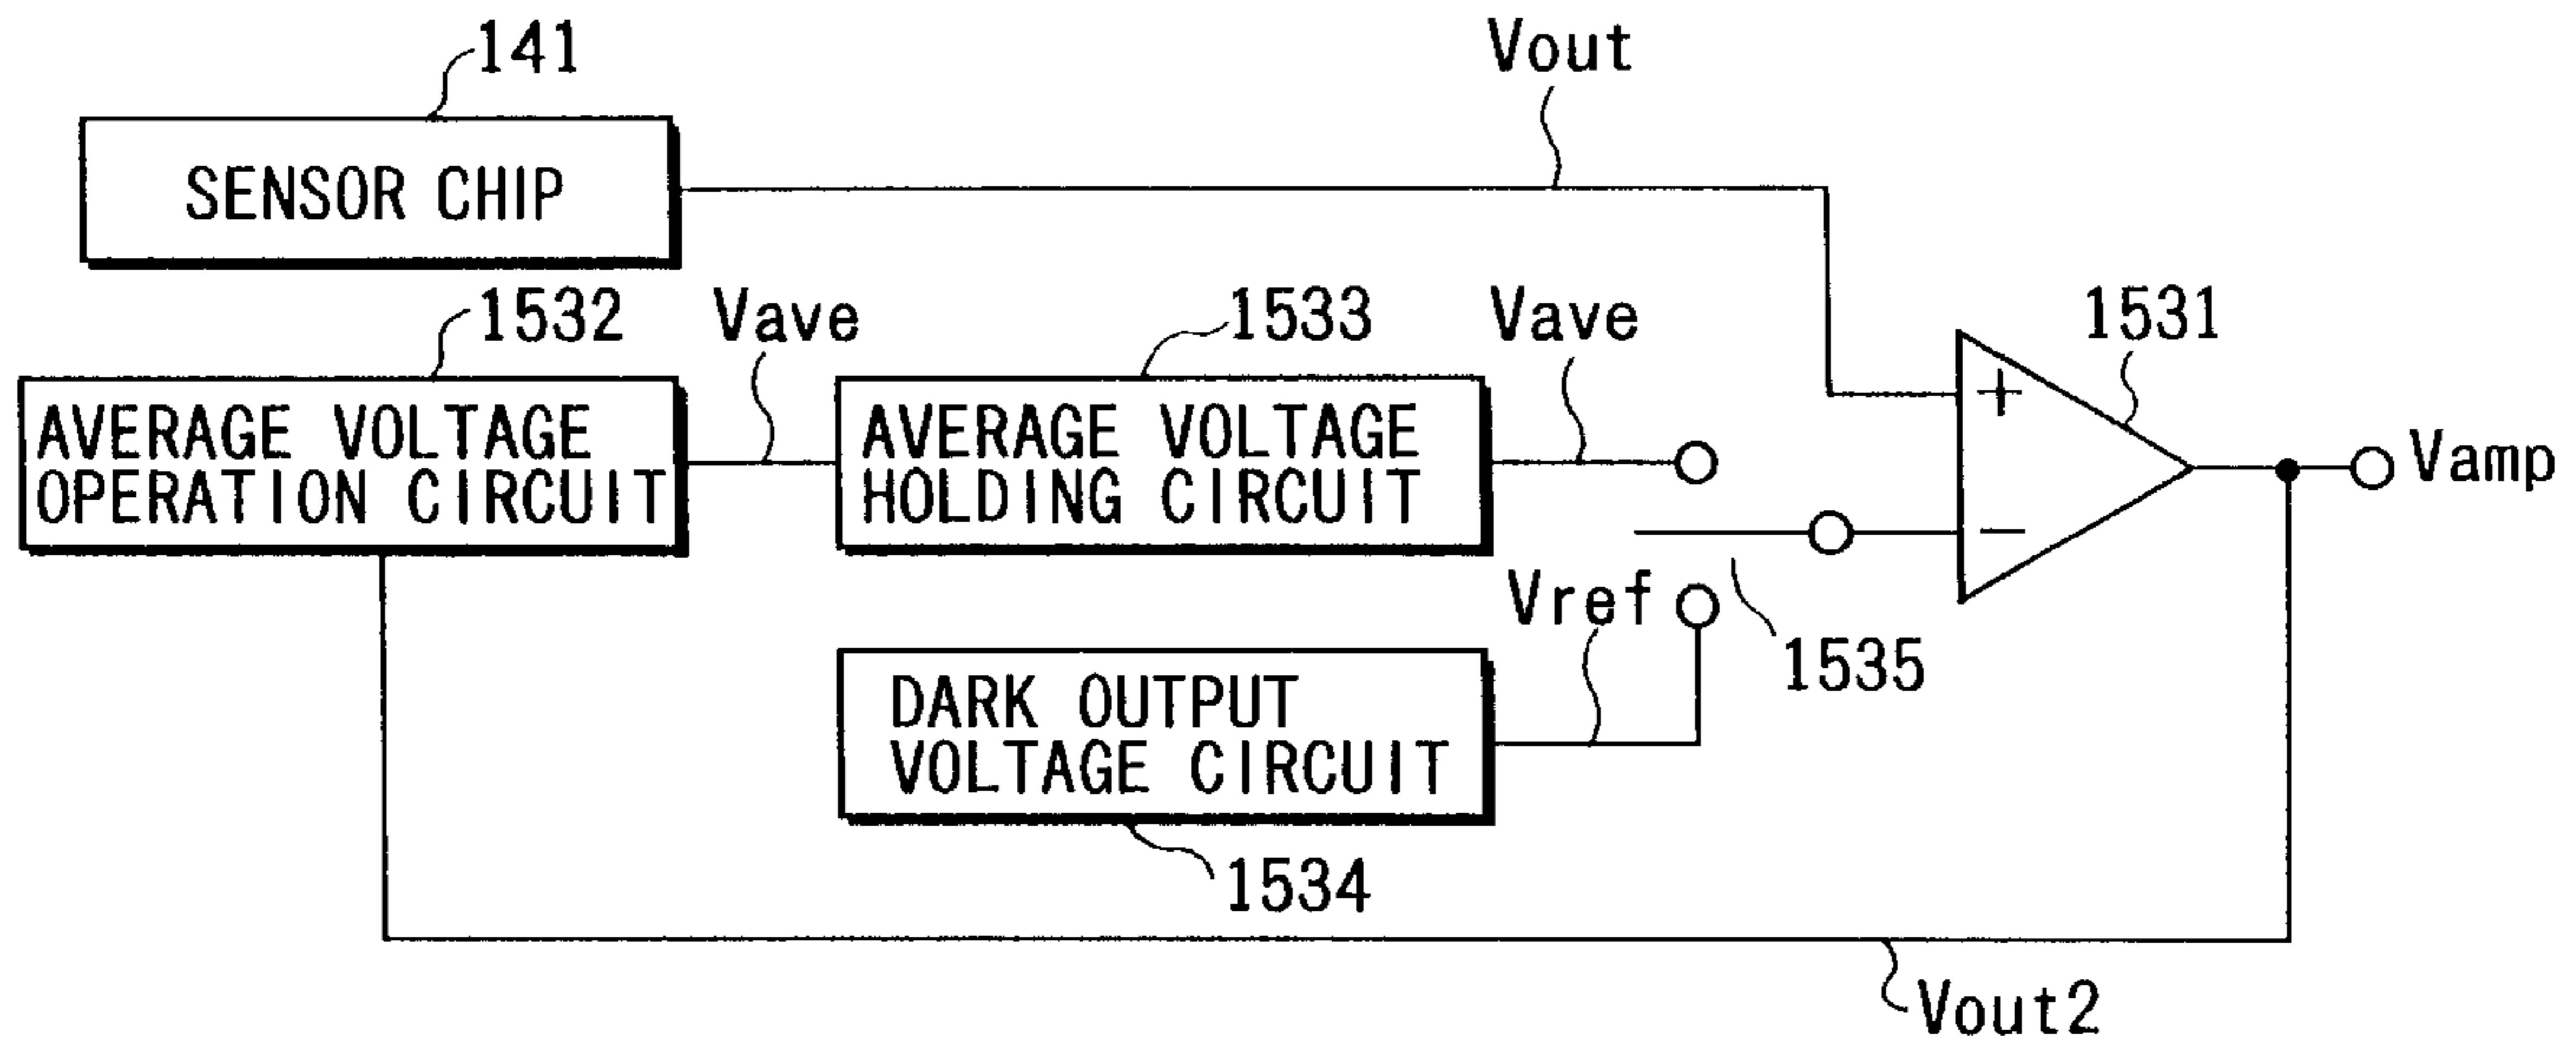 141
Vout
SENSOR CHIP
1532
Vave
1533
Vave
1531
AVERAGE VOLTAGE
OPERATION CIRCUIT
AVERAGE VOLTAGE
HOLDING CIRCUIT
+
Vamp
−
Vref
1535
DARK OUTPUT
VOLTAGE CIRCUIT
1534
Vout2